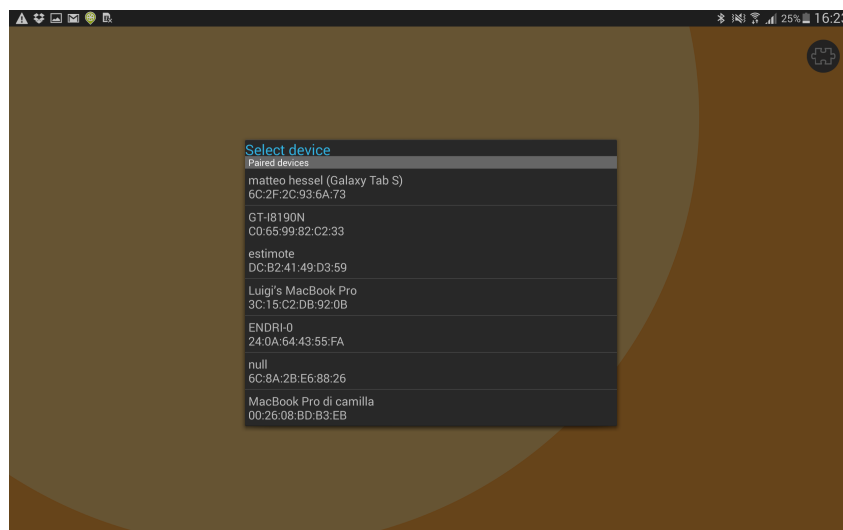 25% 16:23
Select device
Paired devices
matteo hessel (Galaxy Tab S)
6C:2F:2C:93:6A:73
GT-I8190N
C0:65:99:82:C2:33
estimote
DC:B2:41:49:D3:59
Luigi's MacBook Pro
3C:15:C2:DB:92:0B
ENDRI-0
24:0A:64:43:55:FA
null
6C:8A:2B:E6:88:26
MacBook Pro di camilla
00:26:08:BD:B3:EB